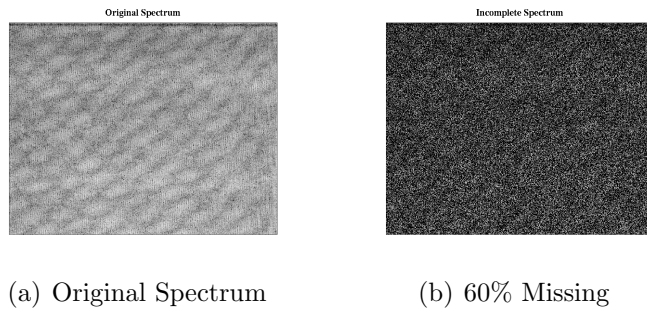 Original Spectrum
Incomplete Spectrum
(a) Original Spectrum
(b) 60% Missing